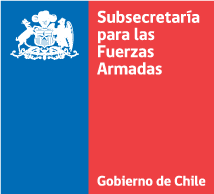 Subsecretaría
para las
Fuerzas
Armadas
Gobierno de Chile